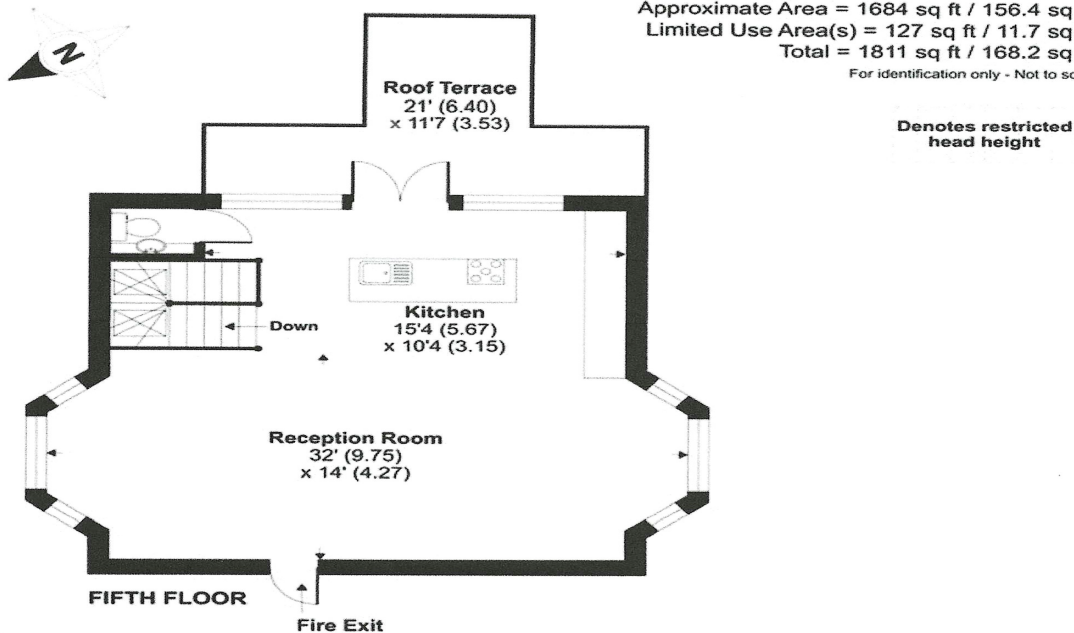 Approximate Area = 1684 sq ft / 156.4 sq
Limited Use Area(s) = 127 sq ft / 11.7 sq
Total = 1811 sq ft / 168.2 sq
For identification only - Not to sc
N
Roof Terrace
21' (6.40)
x 11'7 (3.53)
Denotes restricted
head height
Kitchen
15'4 (5.67)
x 10'4 (3.15)
Down
Reception Room
32' (9.75)
x 14' (4.27)
FIFTH FLOOR
Fire Exit